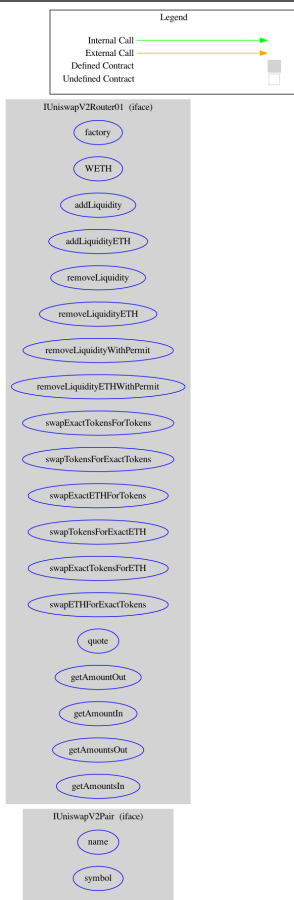 Legend
Internal Call
External Call
Defined Contract
Undefined Contract
IUniswapV2Router01 (iface)
factory
WETH
addLiquidity
addLiquidityETH
removeLiquidity
removeLiquidityETH
removeLiquidityWithPermit
removeLiquidityETHWithPermit
swapExactTokensForTokens
swapTokensForExactTokens
swapExactETHForTokens
swapTokensForExactETH
swapExactTokensForETH
swapETHForExactTokens
quote
getAmountOut
getAmountIn
getAmountsOut
getAmountsIn
IUniswapV2Pair (iface)
name
symbol